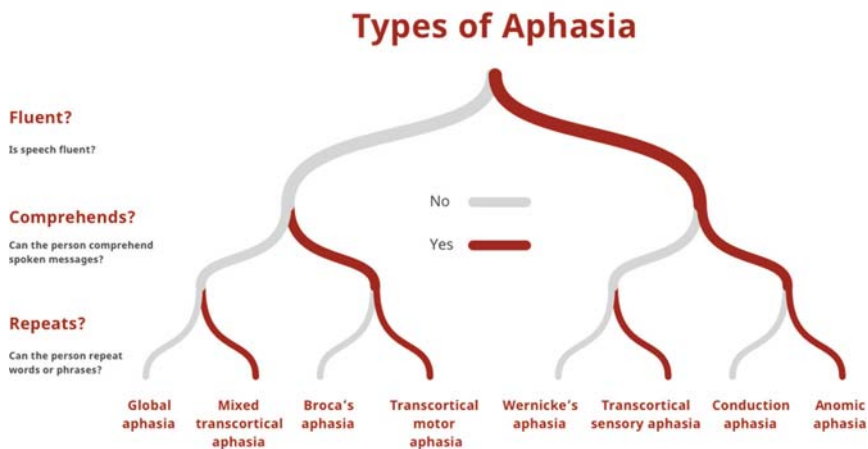 Types of Aphasia
Fluent?
Is speech fluent?
No
Yes
Comprehends?
Can the person comprehend
spoken messages?
Repeats?
Can the person repeat
words or phrases?
Global
aphasia
Mixed
transcortical
aphasia
Broca's
aphasia
Transcortical
motor
aphasia
Wernicke's
aphasia
Transcortical
sensory aphasia
Conduction
aphasia
Anomic
aphasia